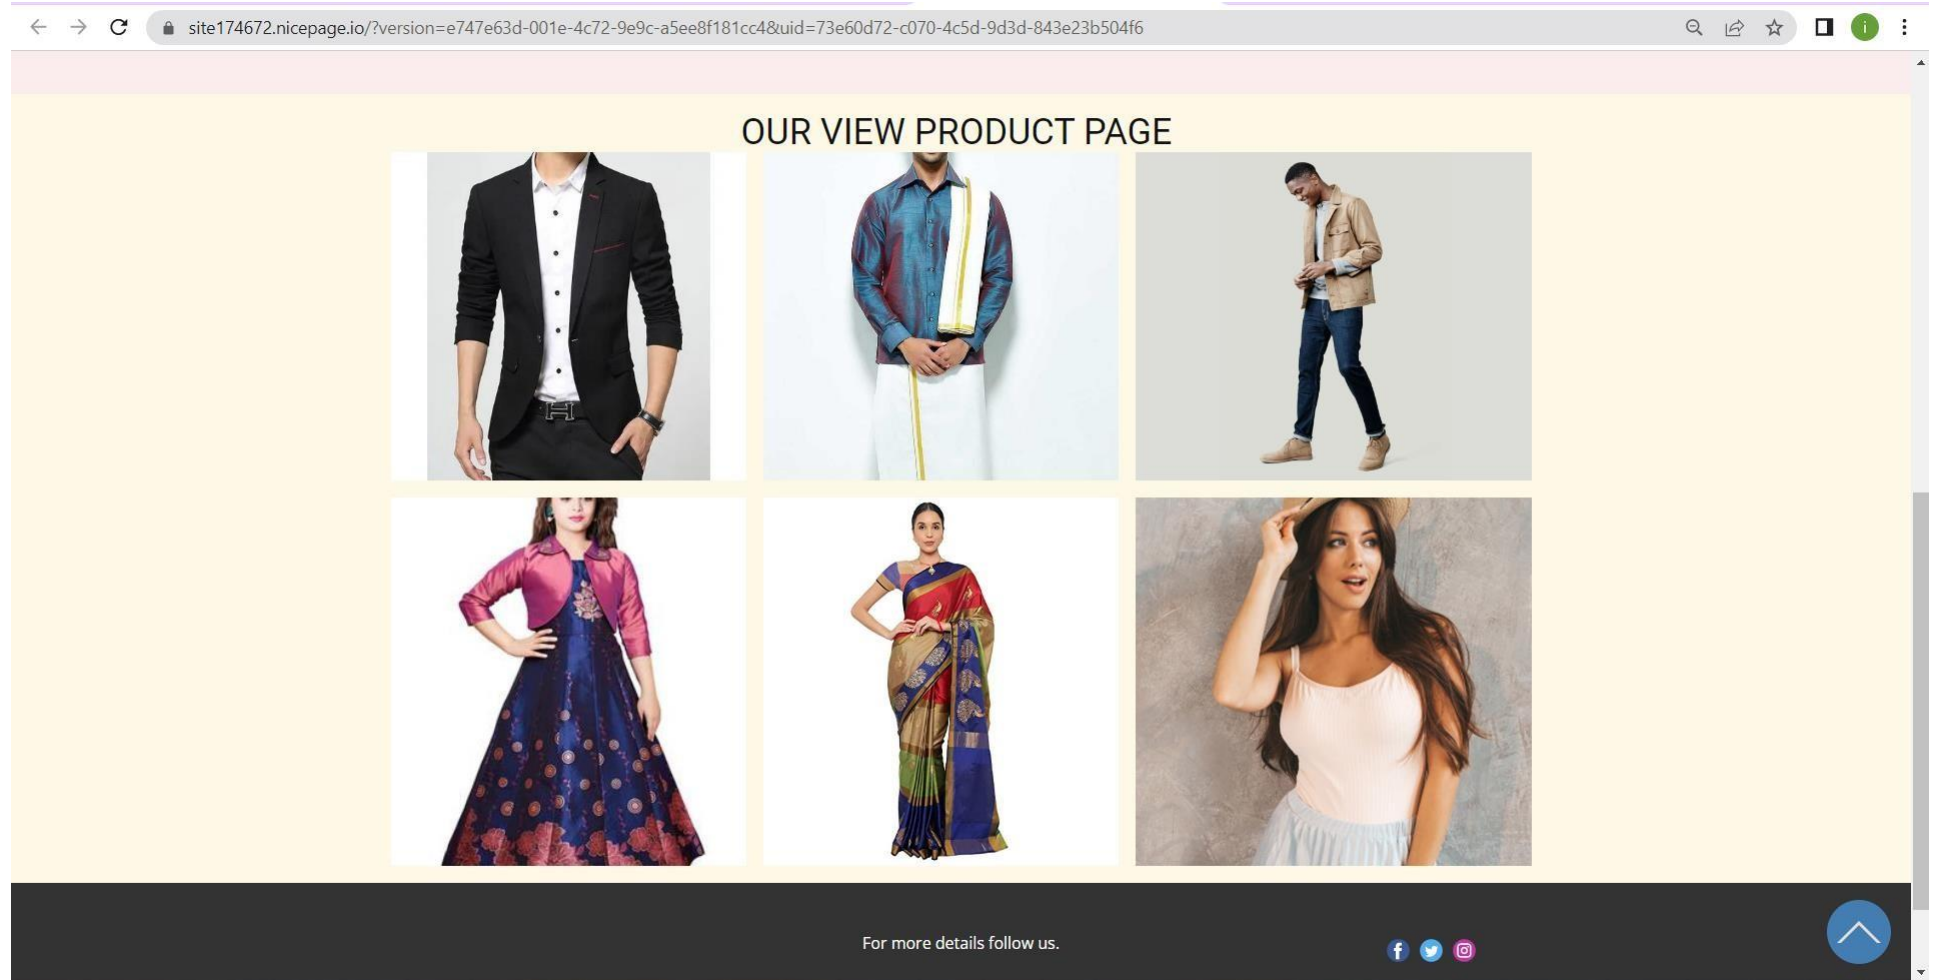 site174672.nicepage.io/?version=e747e63d-001e-4c72-9e9c-a5ee8f181cc4&uid=73e60d72-c070-4c5d-9d3d-843e23b504f6
i
OUR VIEW PRODUCT PAGE
For more details follow us.